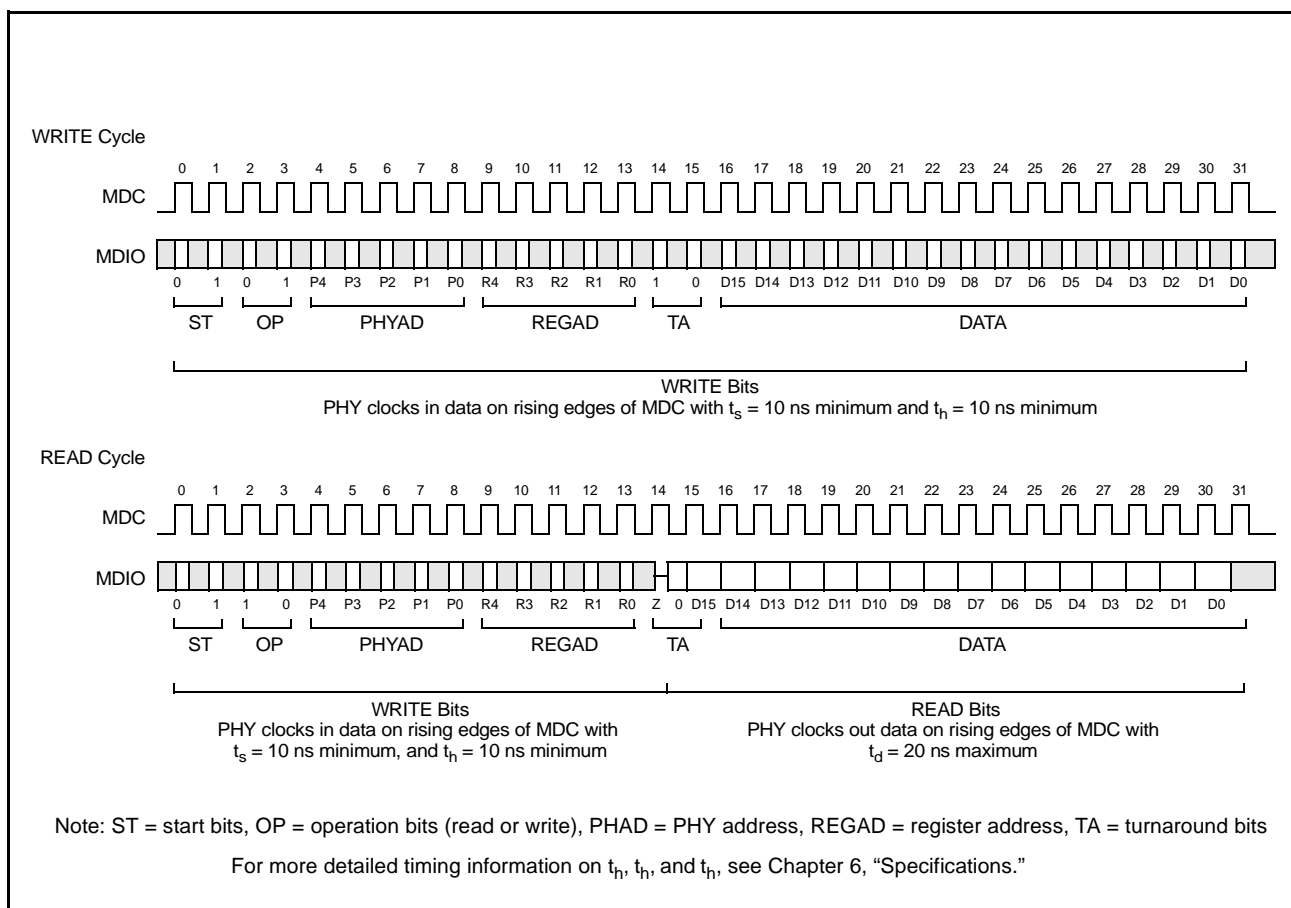 WRITE Cycle
0 1 2 3 4 5 6 7 8 9 10 11 12 13 14 15 16 17 18 19 20 21 22 23 24 25 26 27 28 29 30 31
MDC
MDIO
0 1 0 1 P4 P3 P2 P1 P0 R4 R3 R2 R1 R0 1 0 D15 D14 D13 D12 D11 D10 D9 D8 D7 D6 D5 D4 D3 D2 D1 D0
ST OP PHYAD REGAD TA DATA
WRITE Bits
PHY clocks in data on rising edges of MDC with ts = 10 ns minimum and th = 10 ns minimum
READ Cycle
0 1 2 3 4 5 6 7 8 9 10 11 12 13 14 15 16 17 18 19 20 21 22 23 24 25 26 27 28 29 30 31
MDC
MDIO
0 1 1 0 P4 P3 P2 P1 P0 R4 R3 R2 R1 R0 Z 0 D15 D14 D13 D12 D11 D10 D9 D8 D7 D6 D5 D4 D3 D2 D1 D0
ST OP PHYAD REGAD TA DATA
WRITE Bits
PHY clocks in data on rising edges of MDC with
ts = 10 ns minimum, and th = 10 ns minimum
READ Bits
PHY clocks out data on rising edges of MDC with
td = 20 ns maximum
Note: ST = start bits, OP = operation bits (read or write), PHAD = PHY address, REGAD = register address, TA = turnaround bits
For more detailed timing information on th, th, and th, see Chapter 6, “Specifications.”